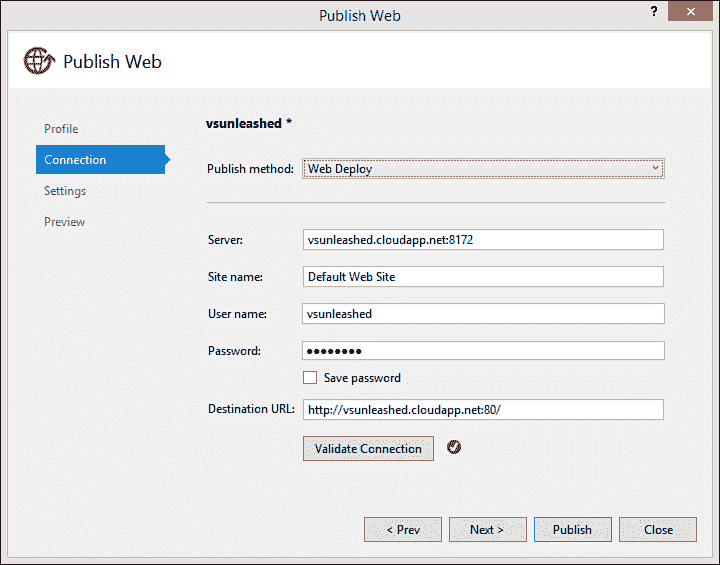 Publish Web
?
Publish Web
Profile
Connection
Settings
Preview
vsunleashed *
Publish method: Web Deploy
Server: vsunleashed.cloudapp.net:8172
Site name: Default Web Site
User name: vsunleashed
Password: ●●●●●●●●
Save password
Destination URL: http://vsunleashed.cloudapp.net:80/
Validate Connection
< Prev Next > Publish Close